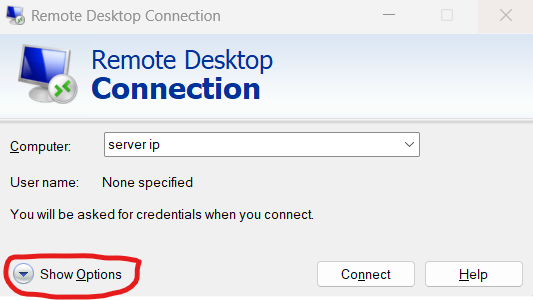 Remote Desktop Connection
Remote Desktop
Connection
Computer: server ip
User name: None specified
You will be asked for credentials when you connect.
Show Options Connect Help